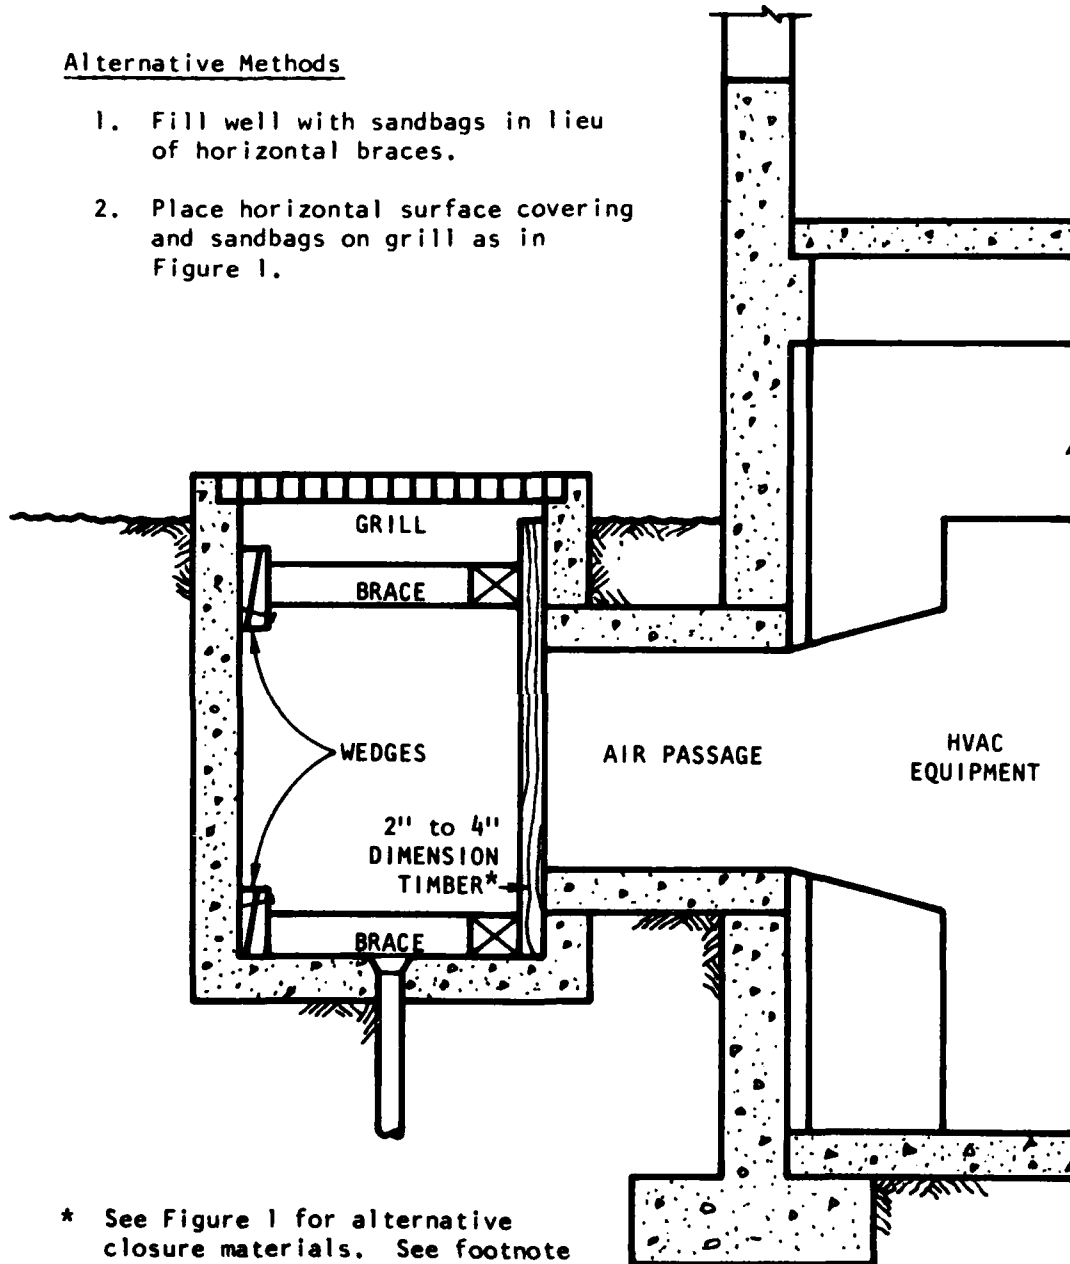 Alternative Methods
1. Fill well with sandbags in lieu
of horizontal braces.
2. Place horizontal surface covering
and sandbags on grill as in
Figure 1.
GRILL
BRACE
WEDGES
AIR PASSAGE
HVAC
EQUIPMENT
2" to 4"
DIMENSION
TIMBER*
BRACE
* See Figure 1 for alternative
closure materials. See footnote